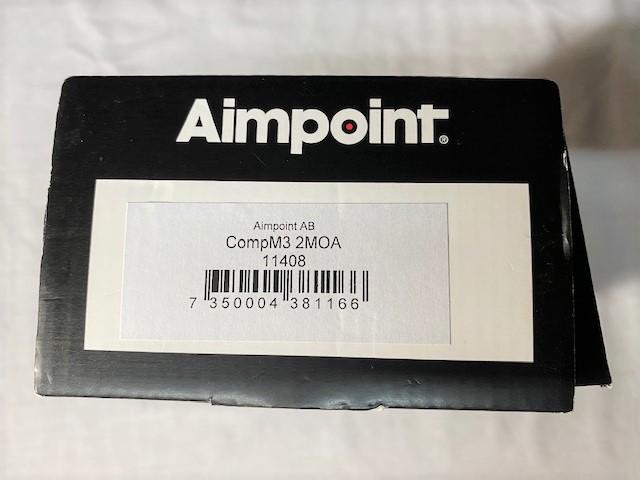 Aimpoint®
Aimpoint AB
CompM3 2MOA
11408
7 350004 381166